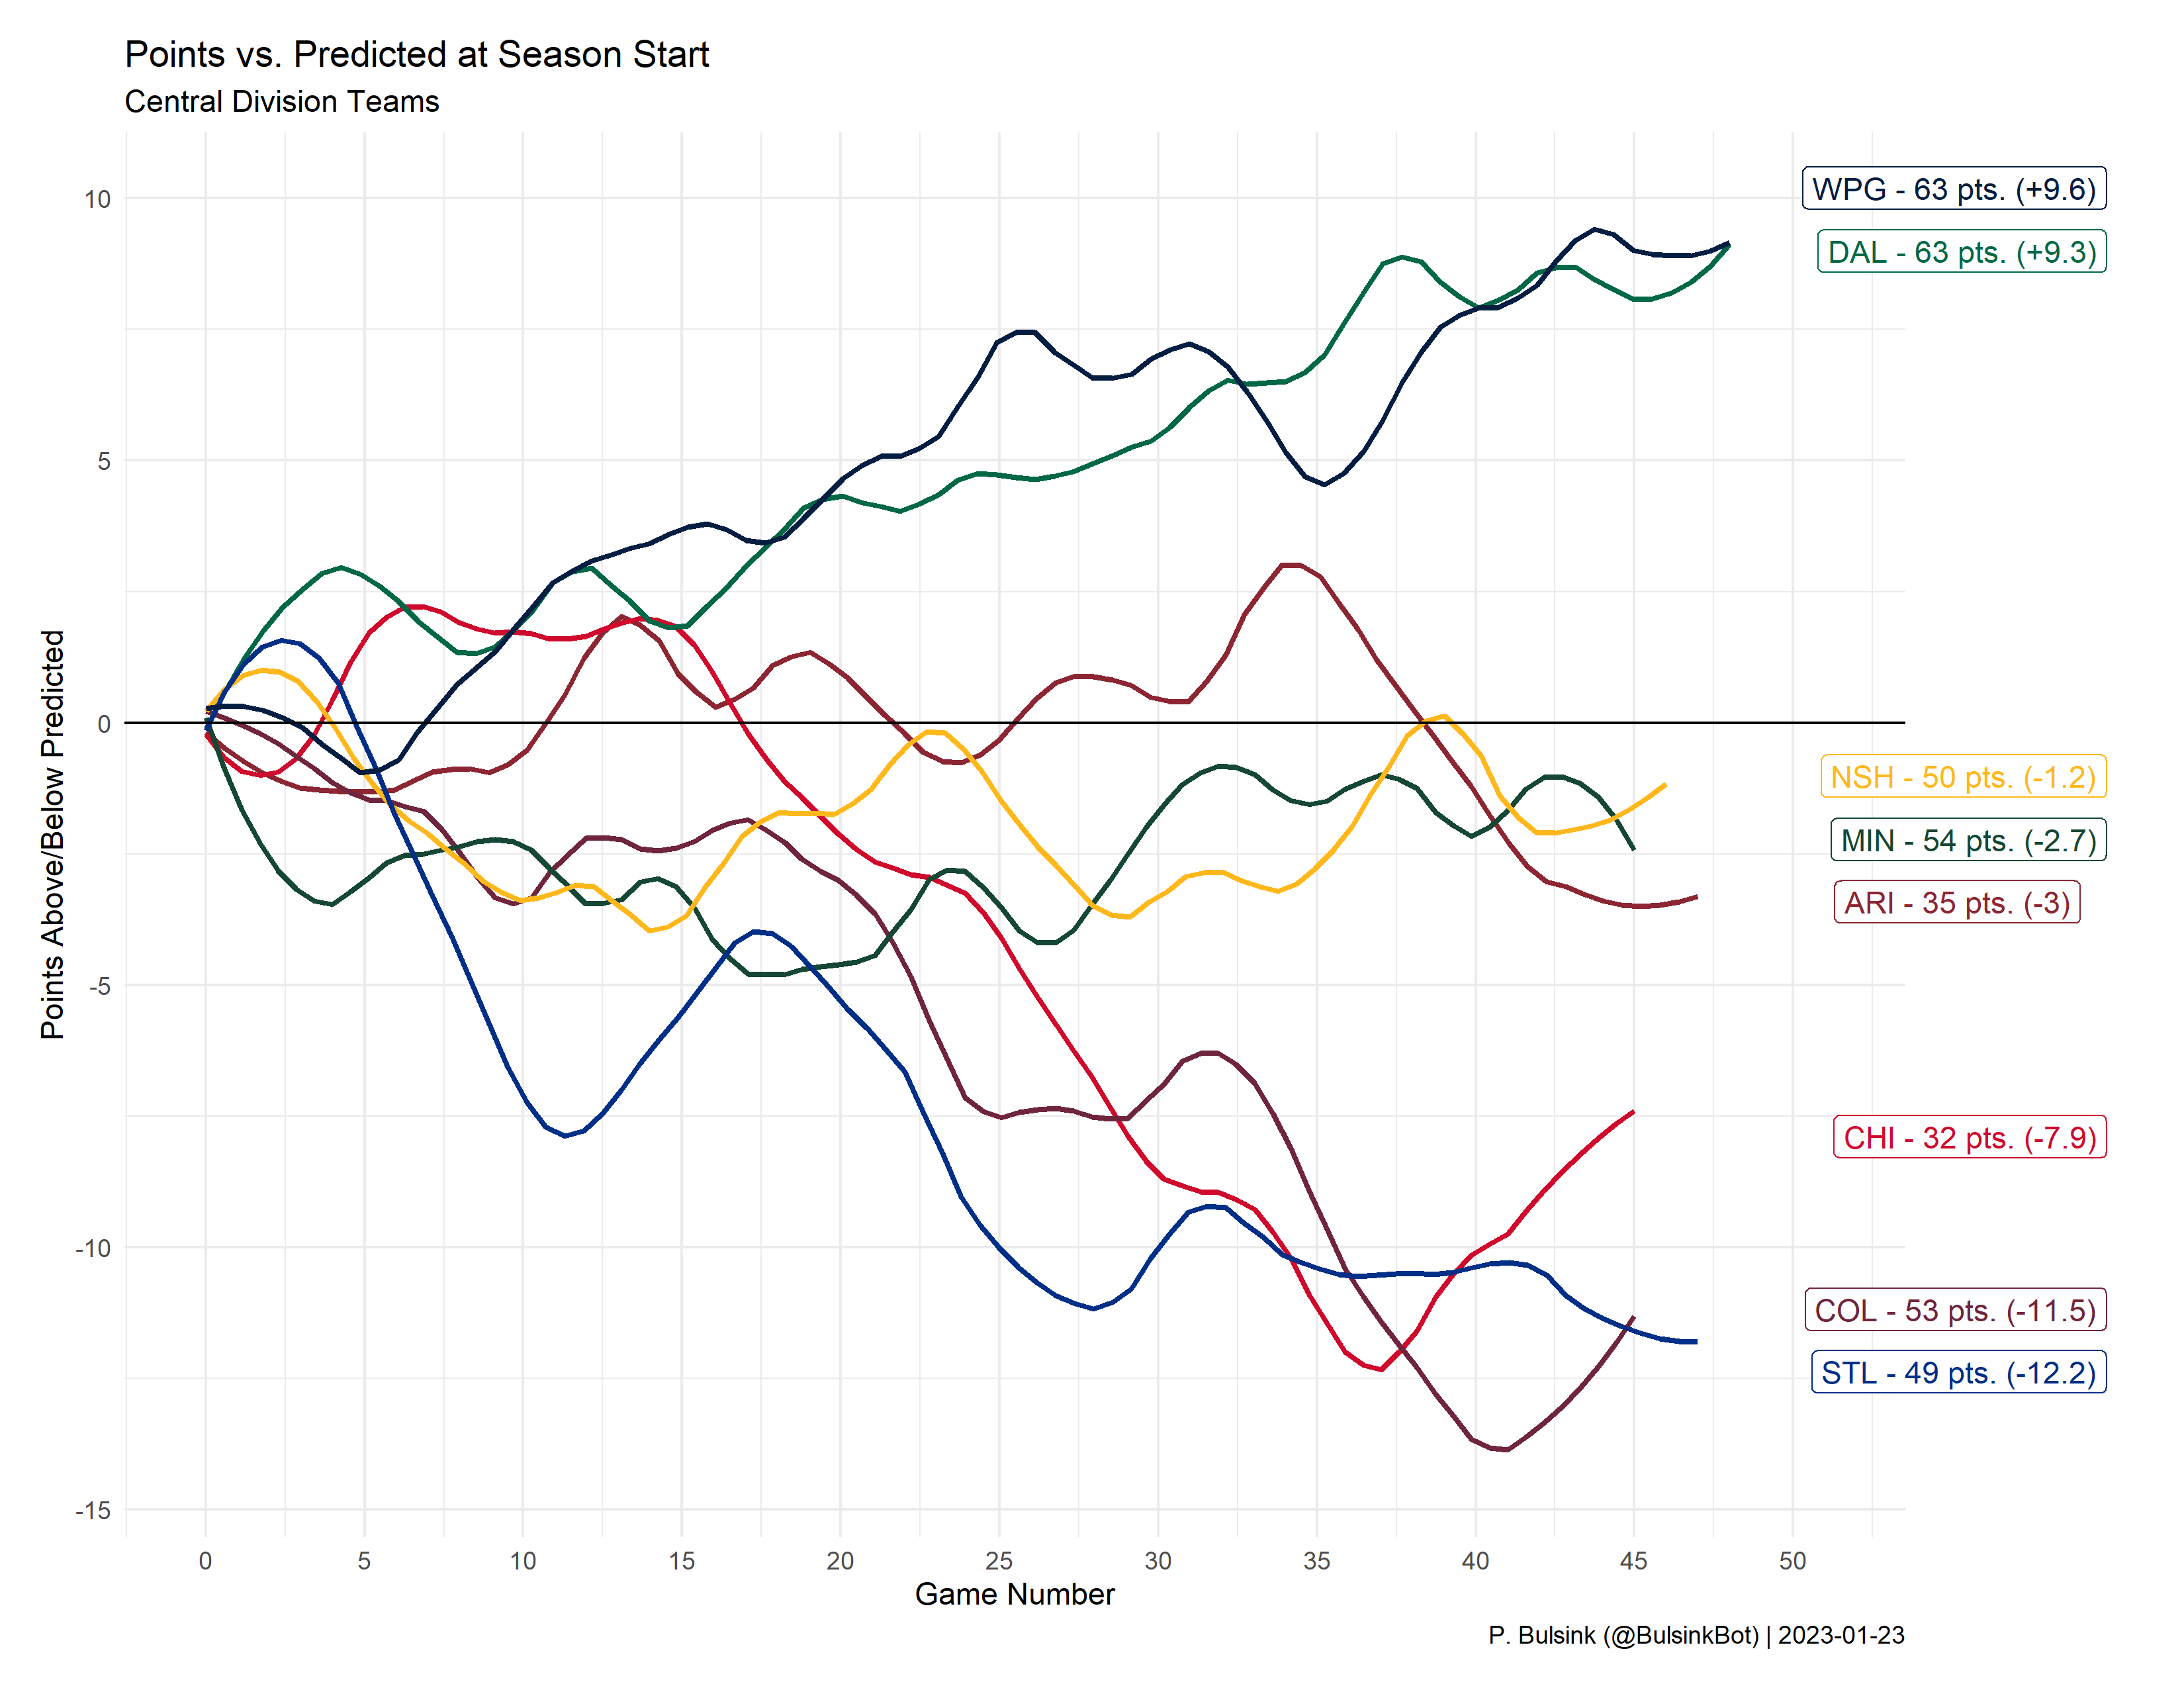 Points vs. Predicted at Season Start
Central Division Teams
Points Above/Below Predicted
10
5
0
-5
-10
-15
WPG - 63 pts. (+9.6)
DAL - 63 pts. (+9.3)
NSH - 50 pts. (-1.2)
MIN - 54 pts. (-2.7)
ARI - 35 pts. (-3)
CHI - 32 pts. (-7.9)
COL - 53 pts. (-11.5)
STL - 49 pts. (-12.2)
0 5 10 15 20 25 30 35 40 45 50
Game Number
P. Bulsink (@BulsinkBot) | 2023-01-23